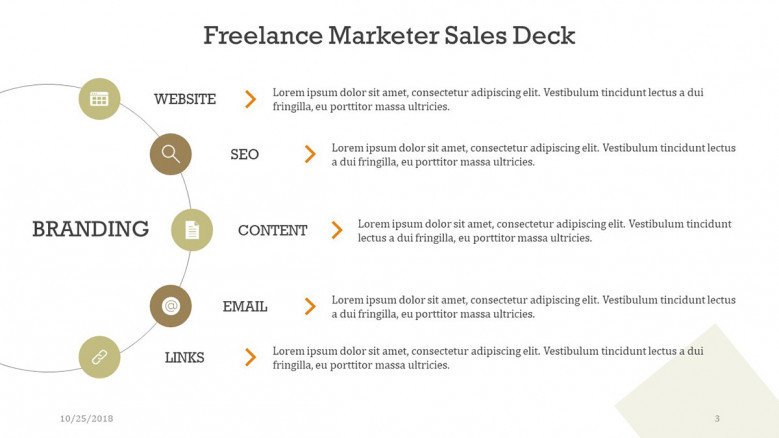 Freelance Marketer Sales Deck
WEBSITE
Lorem ipsum dolor sit amet, consectetur adipiscing elit. Vestibulum tincidunt lectus a dui
fringilla, eu porttitor massa ultricies.
SEO
Lorem ipsum dolor sit amet, consectetur adipiscing elit. Vestibulum tincidunt lectus
a dui fringilla, eu porttitor massa ultricies.
BRANDING
CONTENT
Lorem ipsum dolor sit amet, consectetur adipiscing elit. Vestibulum tincidunt
lectus a dui fringilla, eu porttitor massa ultricies.
EMAIL
Lorem ipsum dolor sit amet, consectetur adipiscing elit. Vestibulum tincidunt lectus
a dui fringilla, eu porttitor massa ultricies.
LINKS
Lorem ipsum dolor sit amet, consectetur adipiscing elit. Vestibulum tincidunt lectus a dui
fringilla, eu porttitor massa ultricies.
10/25/2018
3